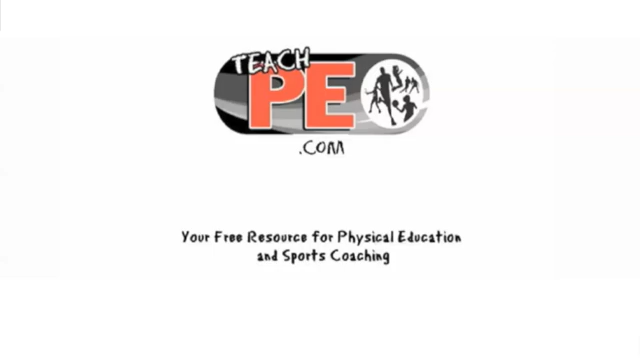 TEACH
PE
.COM
Your Free Resource for Physical Education
and Sports Coaching